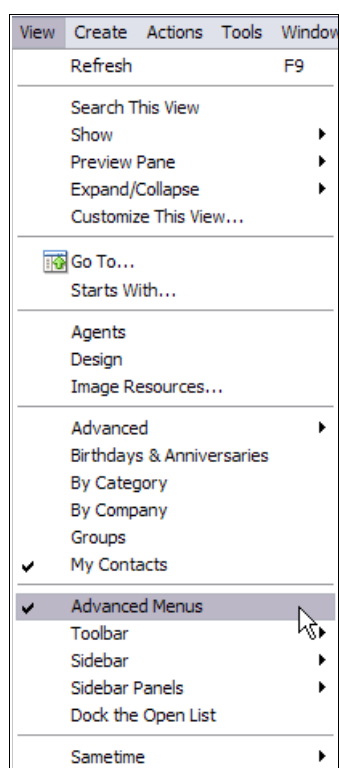 View Create Actions Tools Window
Refresh F9
Search This View
Show
Preview Pane
Expand/Collapse
Customize This View...
Go To...
Starts With...
Agents
Design
Image Resources...
Advanced
Birthdays & Anniversaries
By Category
By Company
Groups
My Contacts
Advanced Menus
Toolbar
Sidebar
Sidebar Panels
Dock the Open List
Sametime